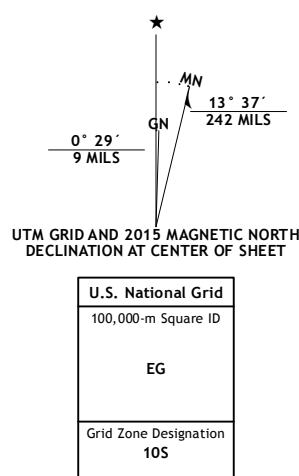 ★
MN
GN
13° 37´
242 MILS
0° 29´
9 MILS
UTM GRID AND 2015 MAGNETIC NORTH
DECLINATION AT CENTER OF SHEET
U.S. National Grid
100,000-m Square ID
EG
Grid Zone Designation
10S